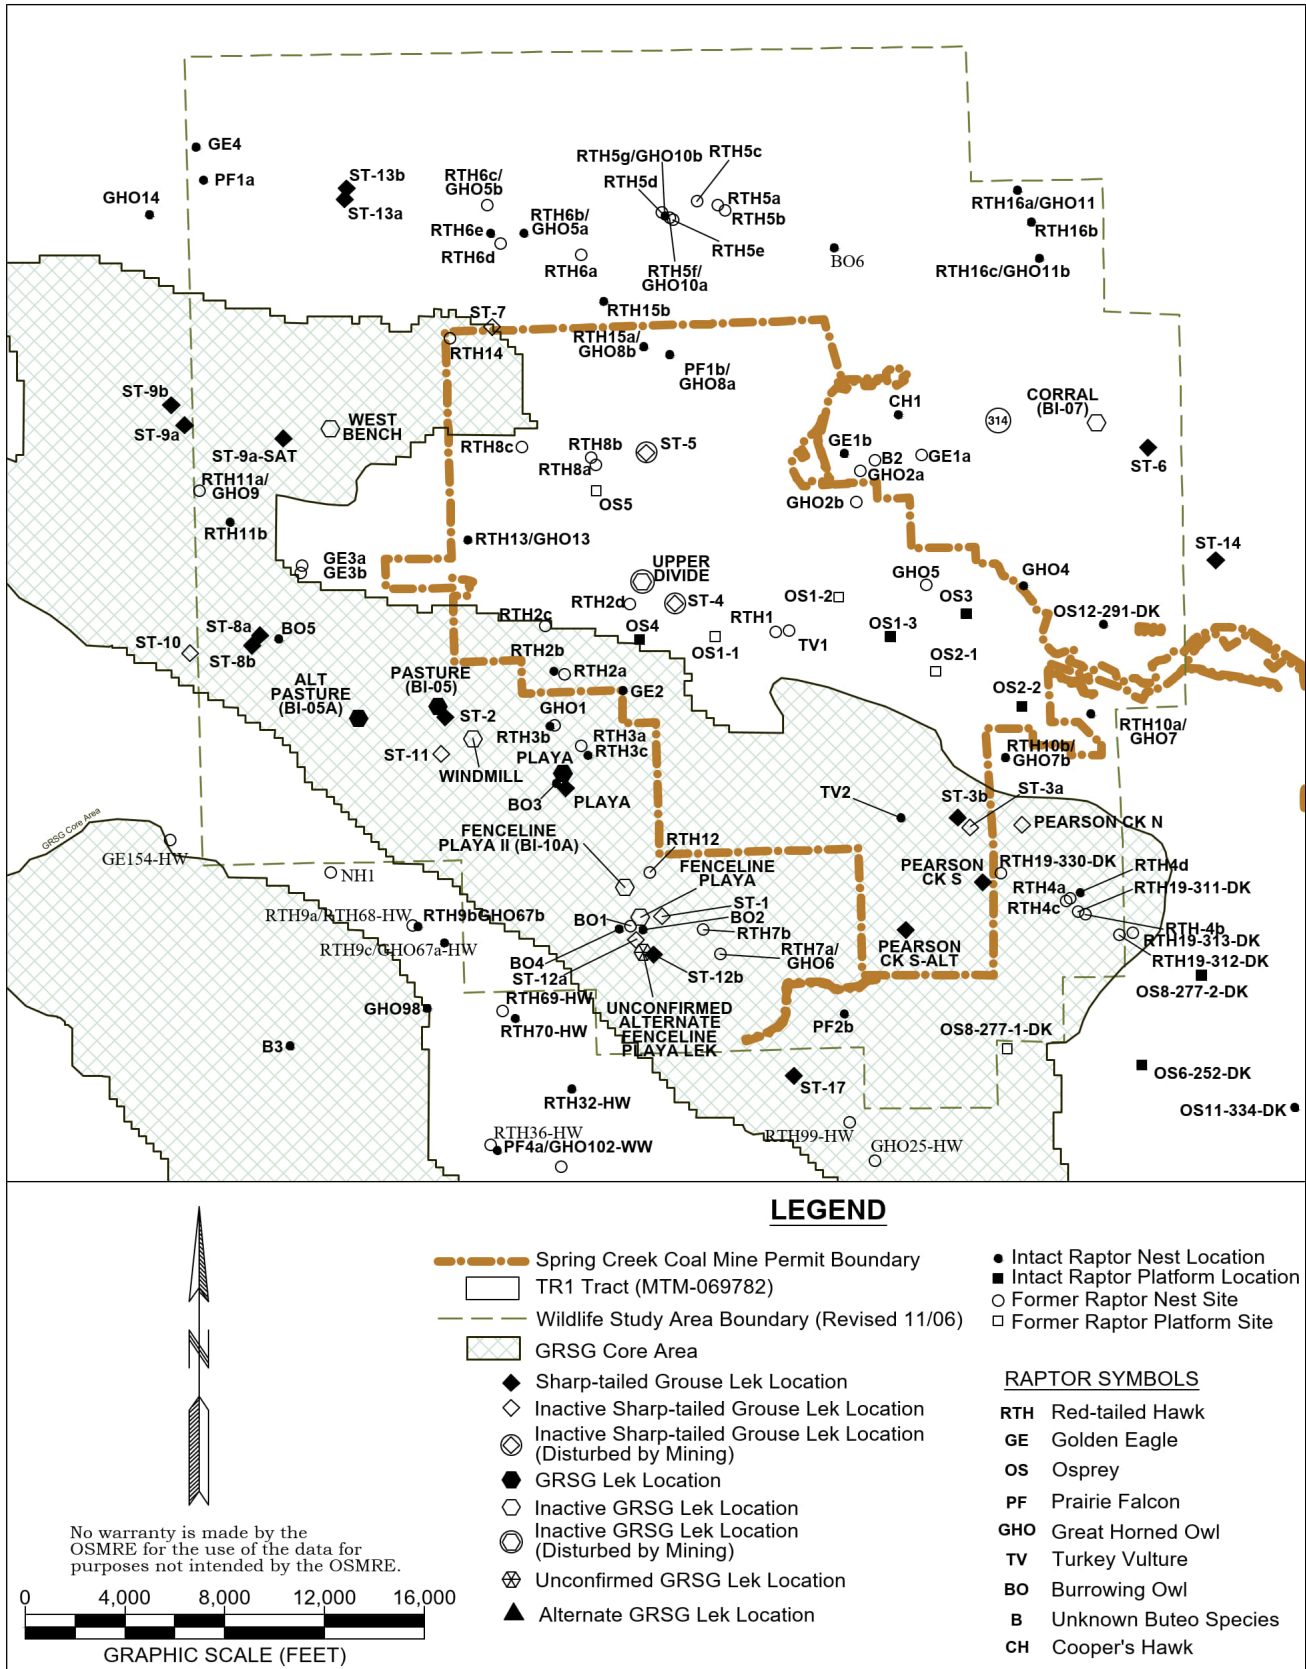 GE4
PF1a
GHO14
ST-13b
ST-13a
RTH6c/
GHO5b
RTH6e
RTH6d
RTH6b/
GHO5a
RTH6a
RTH5g/GHO10b
RTH5c
RTH5d
RTH5a
RTH5b
RTH5e
RTH5f/
GHO10a
BO6
RTH16a/GHO11
RTH16b
RTH16c/GHO11b
ST-7
RTH14
RTH15b
RTH15a/
GHO8b
PF1b/
GHO8a
CH1
CORRAL
(BI-07)
314
ST-9b
ST-9a
WEST
BENCH
ST-9a-SAT
RTH8c
RTH8b
RTH8a
ST-5
GE1b
B2
GE1a
GHO2a
GHO2b
ST-6
RTH11a/
GHO9
RTH11b
OS5
RTH13/GHO13
ST-14
GE3a
GE3b
UPPER
DIVIDE
RTH2d
ST-4
RTH2c
OS4
RTH1
OS1-1
TV1
OS1-2
GHO5
OS3
OS1-3
OS2-1
GHO4
OS12-291-DK
ST-8a
BO5
ST-10
ST-8b
RTH2b
RTH2a
GE2
ALT
PASTURE
(BI-05A)
PASTURE
(BI-05)
ST-2
GHO1
RTH3b
RTH3a
RTH3c
OS2-2
RTH10a/
GHO7
RTH10b/
GHO7b
ST-11
WINDMILL
PLAYA
BO3
PLAYA
TV2
ST-3b
ST-3a
PEARSON CK N
GRSG Core Area
GE154-HW
NH1
FENCELINE
PLAYA II (BI-10A)
RTH12
FENCELINE
PLAYA
PEARSON
CK S
RTH19-330-DK
RTH4d
RTH4a
RTH19-311-DK
RTH4c
RTH-4b
RTH19-313-DK
RTH19-312-DK
RTH9a/RTH68-HW
RTH9bGHO67b
RTH9c/GHO67a-HW
BO1
ST-1
BO2
RTH7b
BO4
ST-12a
ST-12b
RTH7a/
GHO6
PEARSON
CK S-ALT
OS8-277-2-DK
GHO98
RTH69-HW
RTH70-HW
UNCONFIRMED
ALTERNATE
FENCELINE
PLAYA LEK
PF2b
OS8-277-1-DK
B3
ST-17
OS6-252-DK
RTH32-HW
OS11-334-DK
RTH36-HW
PF4a/GHO102-WW
RTH99-HW
GHO25-HW
LEGEND
Spring Creek Coal Mine Permit Boundary
TR1 Tract (MTM-069782)
Wildlife Study Area Boundary (Revised 11/06)
GRSG Core Area
Sharp-tailed Grouse Lek Location
Inactive Sharp-tailed Grouse Lek Location
Inactive Sharp-tailed Grouse Lek Location
(Disturbed by Mining)
GRSG Lek Location
Inactive GRSG Lek Location
Inactive GRSG Lek Location
(Disturbed by Mining)
Unconfirmed GRSG Lek Location
Alternate GRSG Lek Location
Intact Raptor Nest Location
Intact Raptor Platform Location
Former Raptor Nest Site
Former Raptor Platform Site
RAPTOR SYMBOLS
RTH Red-tailed Hawk
GE Golden Eagle
OS Osprey
PF Prairie Falcon
GHO Great Horned Owl
TV Turkey Vulture
BO Burrowing Owl
B Unknown Buteo Species
CH Cooper's Hawk
N
No warranty is made by the
OSMRE for the use of the data for
purposes not intended by the OSMRE.
0 4,000 8,000 12,000 16,000
GRAPHIC SCALE (FEET)